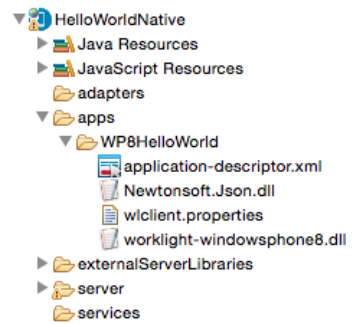 HelloWorldNative
Java Resources
JavaScript Resources
adapters
apps
WP8HelloWorld
application-descriptor.xml
Newtonsoft.Json.dll
wlclient.properties
worklight-windowsphone8.dll
externalServerLibraries
server
services